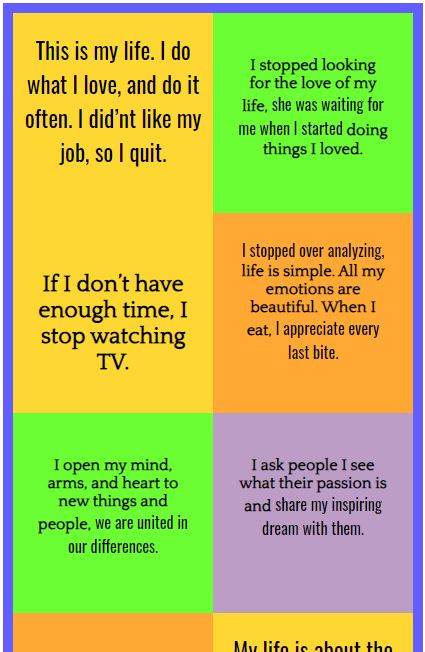 This is my life. I do
what I love, and do it
often. I did'nt like my
job, so I quit.
I stopped looking
for the love of my
life, she was waiting for
me when I started doing
things I loved.
If I don't have
enough time, I
stop watching
TV.
I stopped over analyzing,
life is simple. All my
emotions are
beautiful. When I
eat, I appreciate every
last bite.
I open my mind,
arms, and heart to
new things and
people, we are united in
our differences.
I ask people I see
what their passion is
and share my inspiring
dream with them.
My life is about the